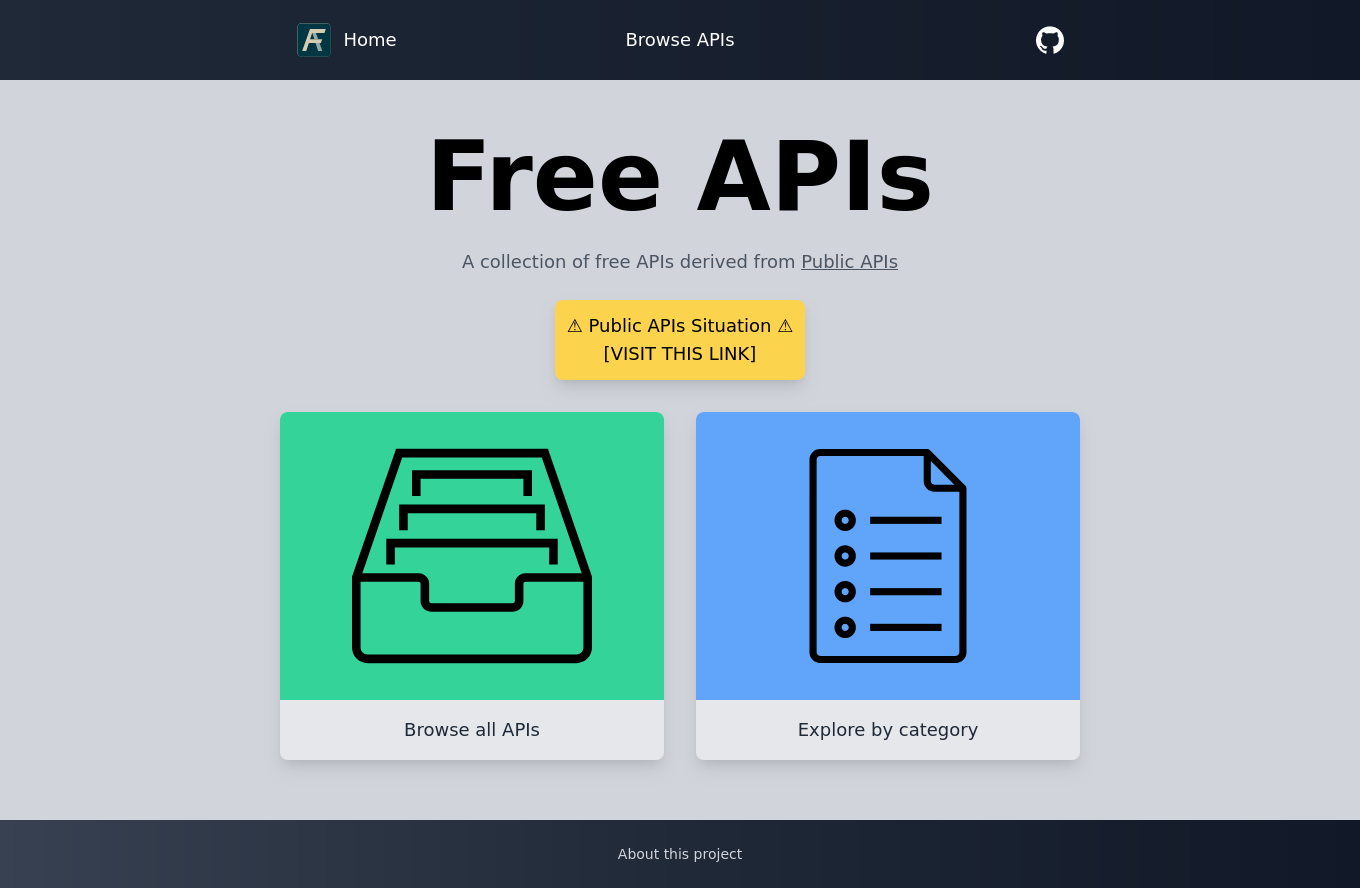 Home
Browse APIs
Free APIs
A collection of free APIs derived from Public APIs
⚠ Public APIs Situation ⚠
[VISIT THIS LINK]
Browse all APIs
Explore by category
About this project